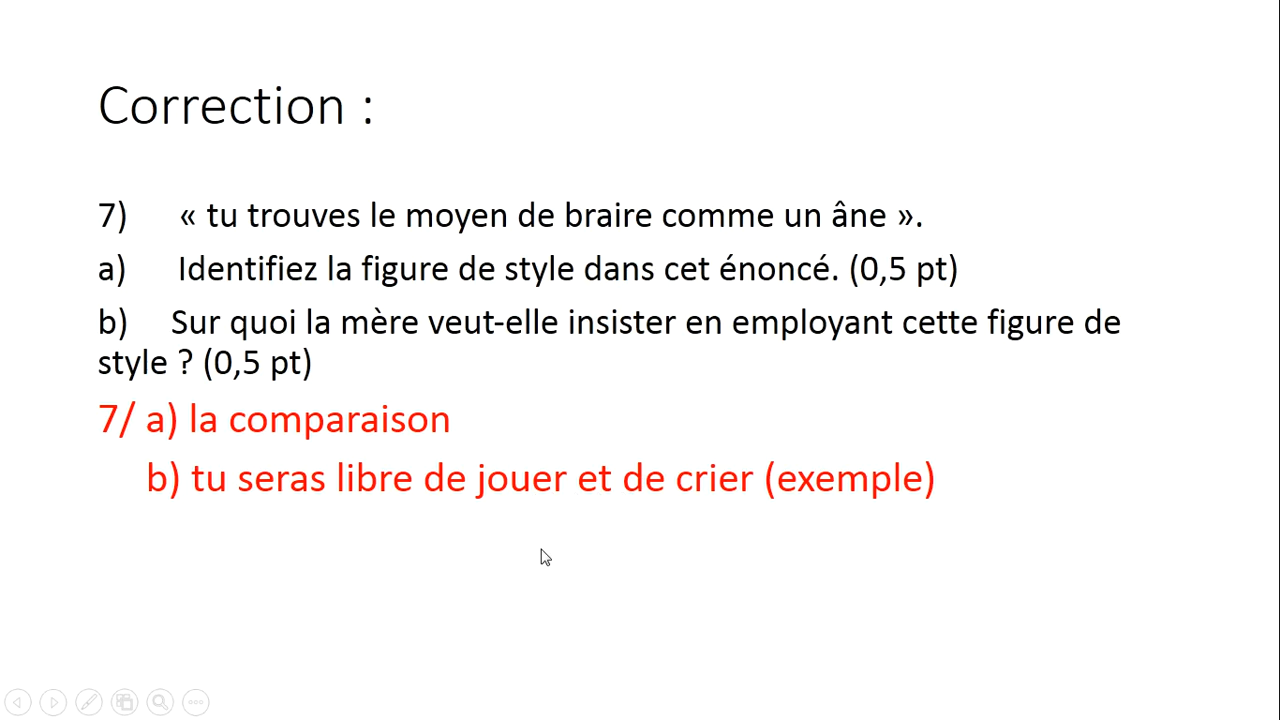 Correction :
7) « tu trouves le moyen de braire comme un âne ».
a) Identifiez la figure de style dans cet énoncé. (0,5 pt)
b) Sur quoi la mère veut-elle insister en employant cette figure de
style ? (0,5 pt)
7/ a) la comparaison
b) tu seras libre de jouer et de crier (exemple)